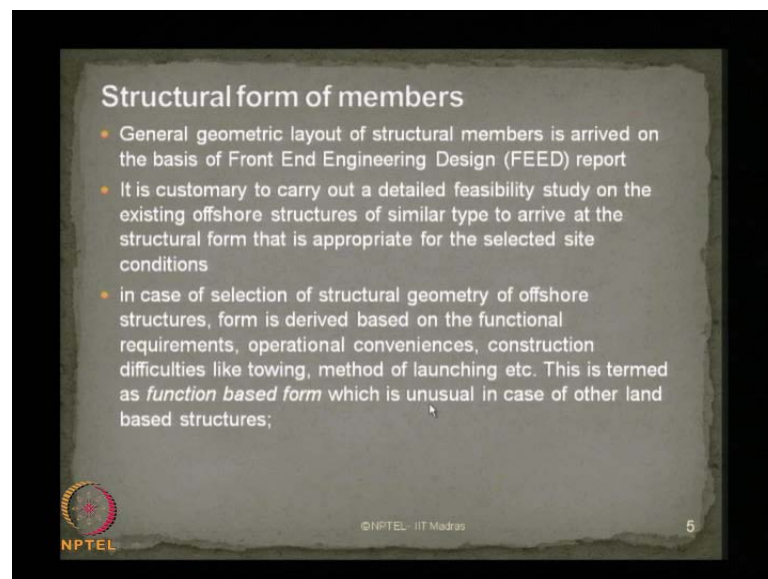 Structural form of members
• General geometric layout of structural members is arrived on
the basis of Front End Engineering Design (FEED) report
• It is customary to carry out a detailed feasibility study on the
existing offshore structures of similar type to arrive at the
structural form that is appropriate for the selected site
conditions
• in case of selection of structural geometry of offshore
structures, form is derived based on the functional
requirements, operational conveniences, construction
difficulties like towing, method of launching etc. This is termed
as function based form which is unusual in case of other land
based structures;
©NPTEL- IIT Madras
5
NPTEL